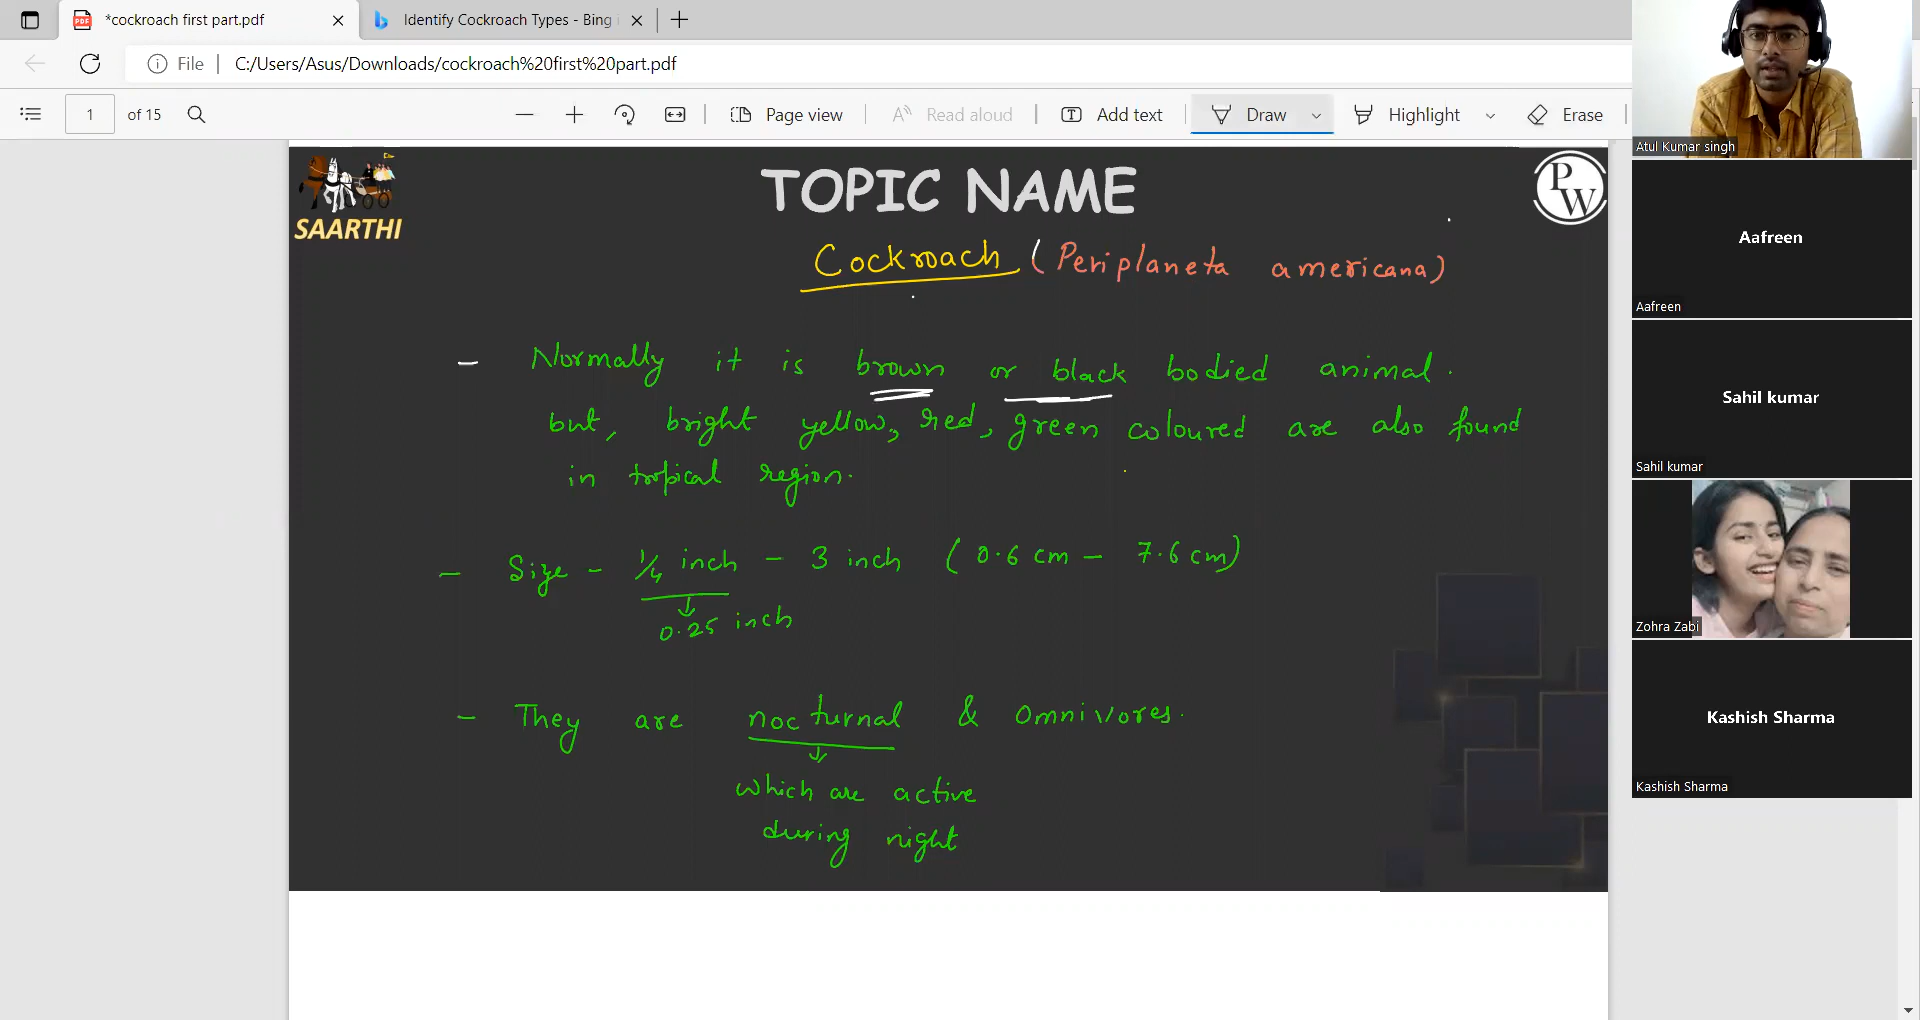 *cockroach first part.pdf
Identify Cockroach Types - Bing i
File
C:/Users/Asus/Downloads/cockroach%20first%20part.pdf
1 of 15
Page view
Read aloud
Add text
Draw
Highlight
Erase
SAARTHI
TOPIC NAME
PW
Cockroach (Periplaneta americana)
- Normally it is brown or black bodied animal.
but, bright yellow, red, green coloured are also found
in tropical region.
- Size - 1/4 inch - 3 inch (0.6 cm - 7.6 cm)
0.25 inch
- They are nocturnal & omnivores.
which are active
during night
Atul Kumar singh
Aafreen
Aafreen
Sahil kumar
Sahil kumar
Zohra Zabi
Kashish Sharma
Kashish Sharma